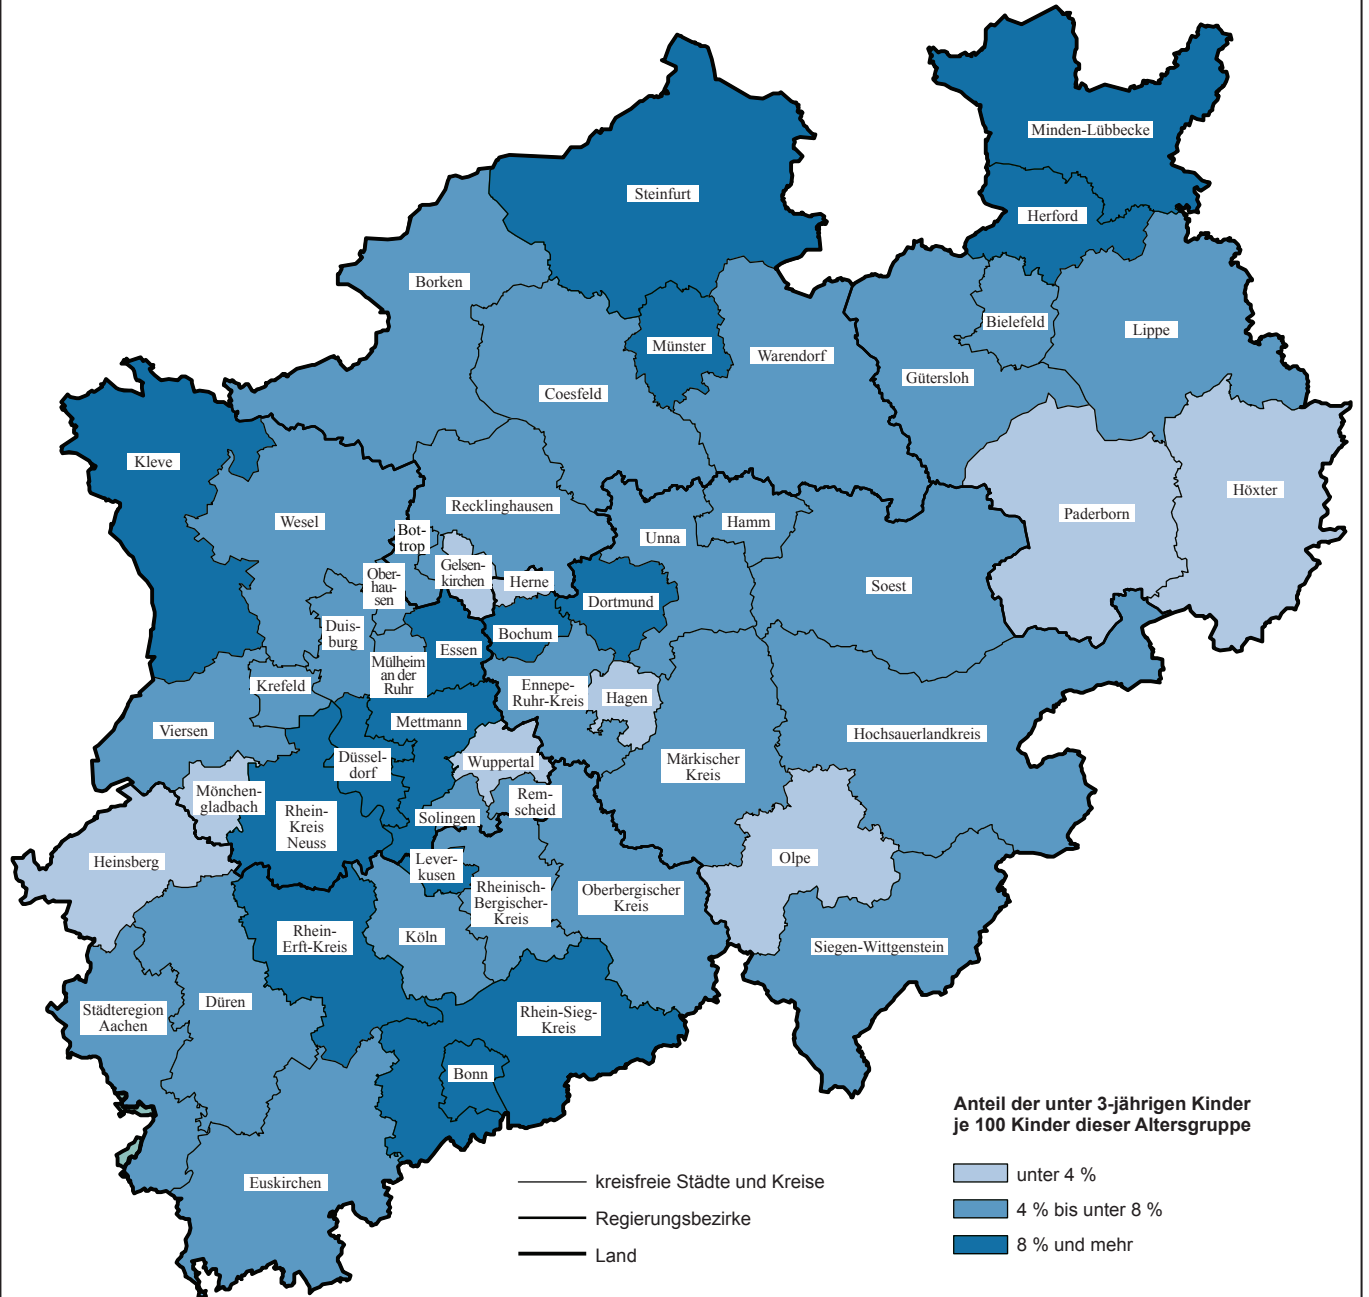 Minden-Lübbecke
Steinfurt
Herford
Borken
Bielefeld
Lippe
Münster
Warendorf
Gütersloh
Coesfeld
Kleve
Höxter
Recklinghausen
Paderborn
Wesel
Hamm
Bot-
trop
Unna
Gelsen-
kirchen
Ober-
hau-
sen
Herne
Soest
Dortmund
Duis-
burg
Bochum
Essen
Mülheim
an der
Ruhr
Krefeld
Ennepe-
Ruhr-Kreis
Hagen
Mettmann
Viersen
Hochsauerlandkreis
Düssel-
dorf
Wuppertal
Märkischer
Kreis
Mönchen-
gladbach
Rem-
scheid
Rhein-
Kreis
Neuss
Solingen
Heinsberg
Lever-
kusen
Olpe
Rheinisch-
Bergischer-
Kreis
Oberbergischer
Kreis
Rhein-
Erft-Kreis
Köln
Siegen-Wittgenstein
Düren
Städteregion
Aachen
Rhein-Sieg-
Kreis
Bonn
Euskirchen
Anteil der unter 3-jährigen Kinder
je 100 Kinder dieser Altersgruppe
unter 4 %
4 % bis unter 8 %
8 % und mehr
kreisfreie Städte und Kreise
Regierungsbezirke
Land